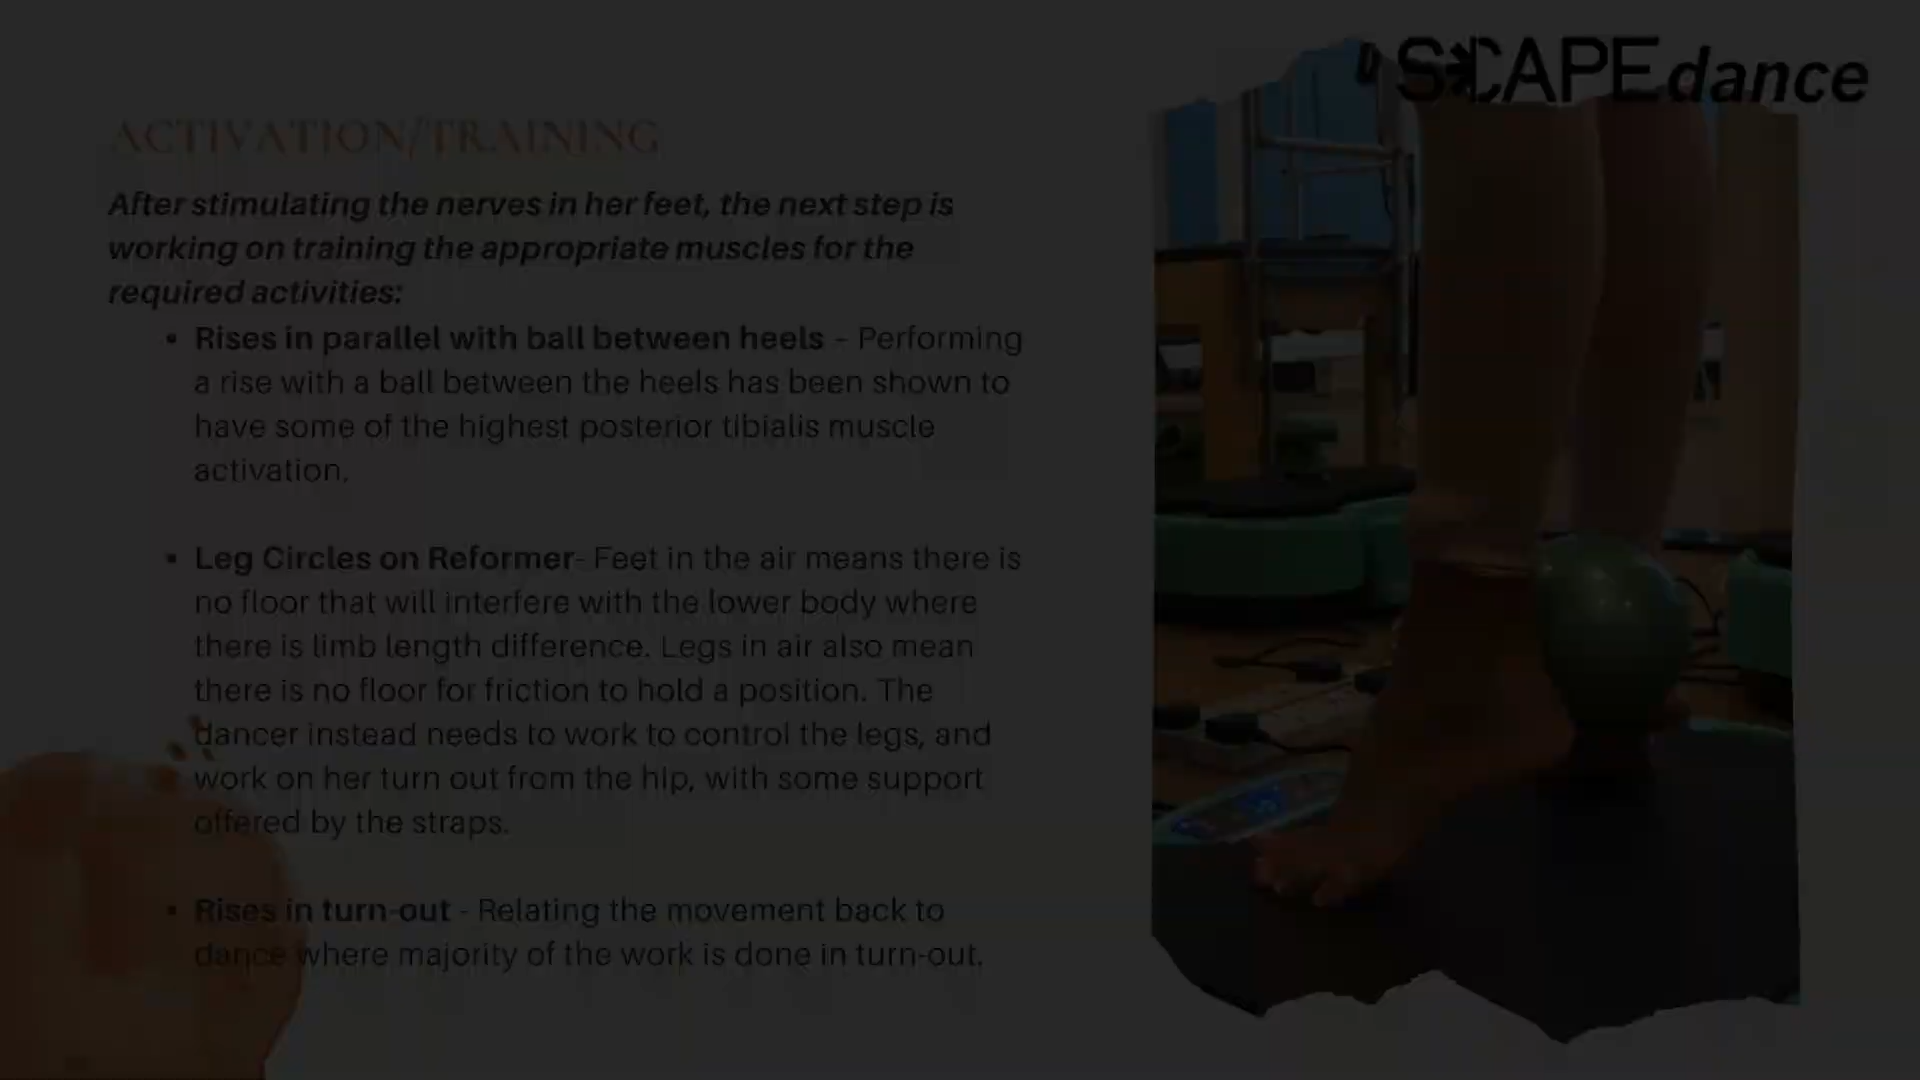 S*CAPEdance
ACTIVATION/TRAINING
After stimulating the nerves in her feet, the next step is
working on training the appropriate muscles for the
required activities:
• Rises in parallel with ball between heels - Performing
a rise with a ball between the heels has been shown to
have some of the highest posterior tibialis muscle
activation.
• Leg Circles on Reformer- Feet in the air means there is
no floor that will interfere with the lower body where
there is limb length difference. Legs in air also mean
there is no floor for friction to hold a position. The
dancer instead needs to work to control the legs, and
work on her turn out from the hip, with some support
offered by the straps.
• Rises in turn-out - Relating the movement back to
dance where majority of the work is done in turn-out.